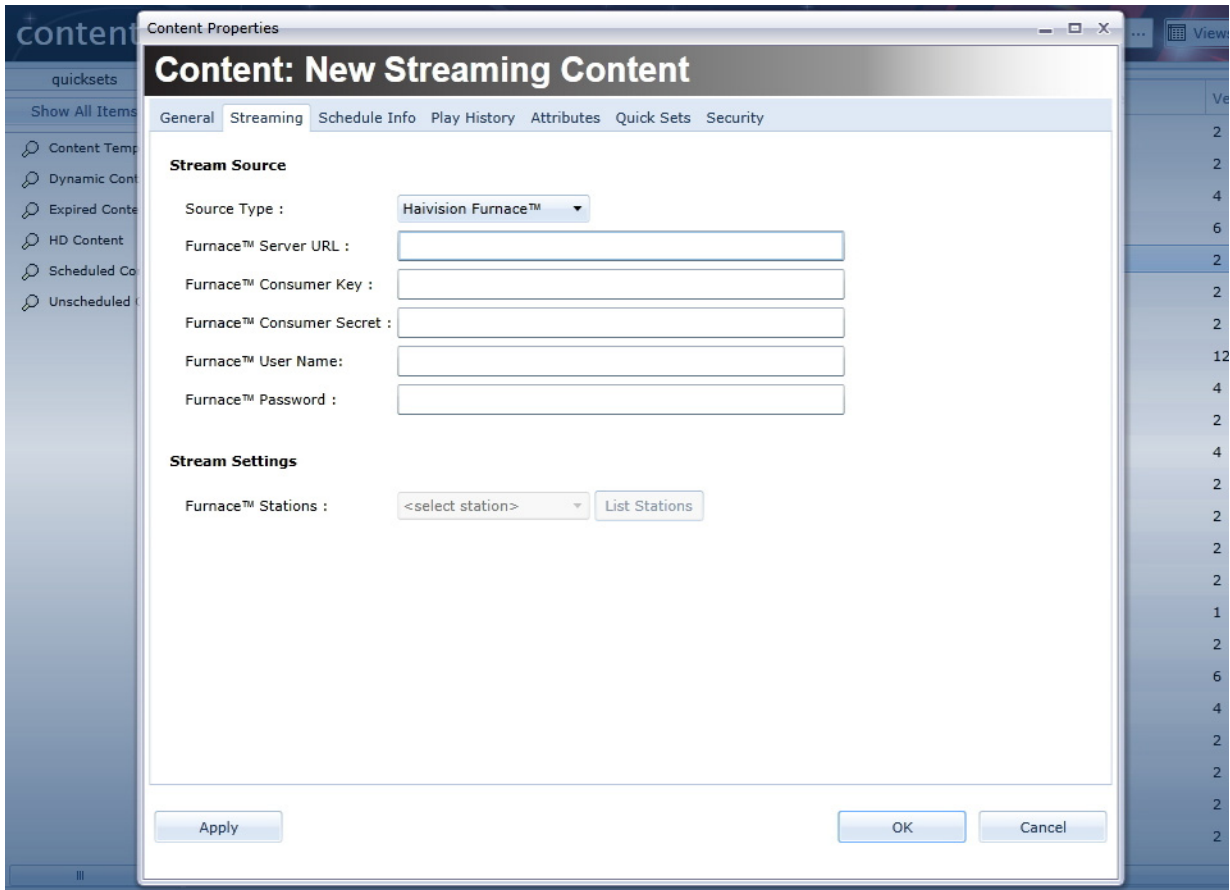 content
Content Properties
...
Views
Content: New Streaming Content
quicksets
Show All Items
General Streaming Schedule Info Play History Attributes Quick Sets Security
Ve
Content Temp
Dynamic Cont
Expired Conte
HD Content
Scheduled Co
Unscheduled
Stream Source
Source Type : Haivision Furnace™
Furnace™ Server URL :
Furnace™ Consumer Key :
Furnace™ Consumer Secret :
Furnace™ User Name:
Furnace™ Password :
Stream Settings
Furnace™ Stations : <select station> List Stations
2
2
4
6
2
2
2
12
4
2
4
2
2
2
2
1
2
6
4
2
2
2
2
Apply OK Cancel